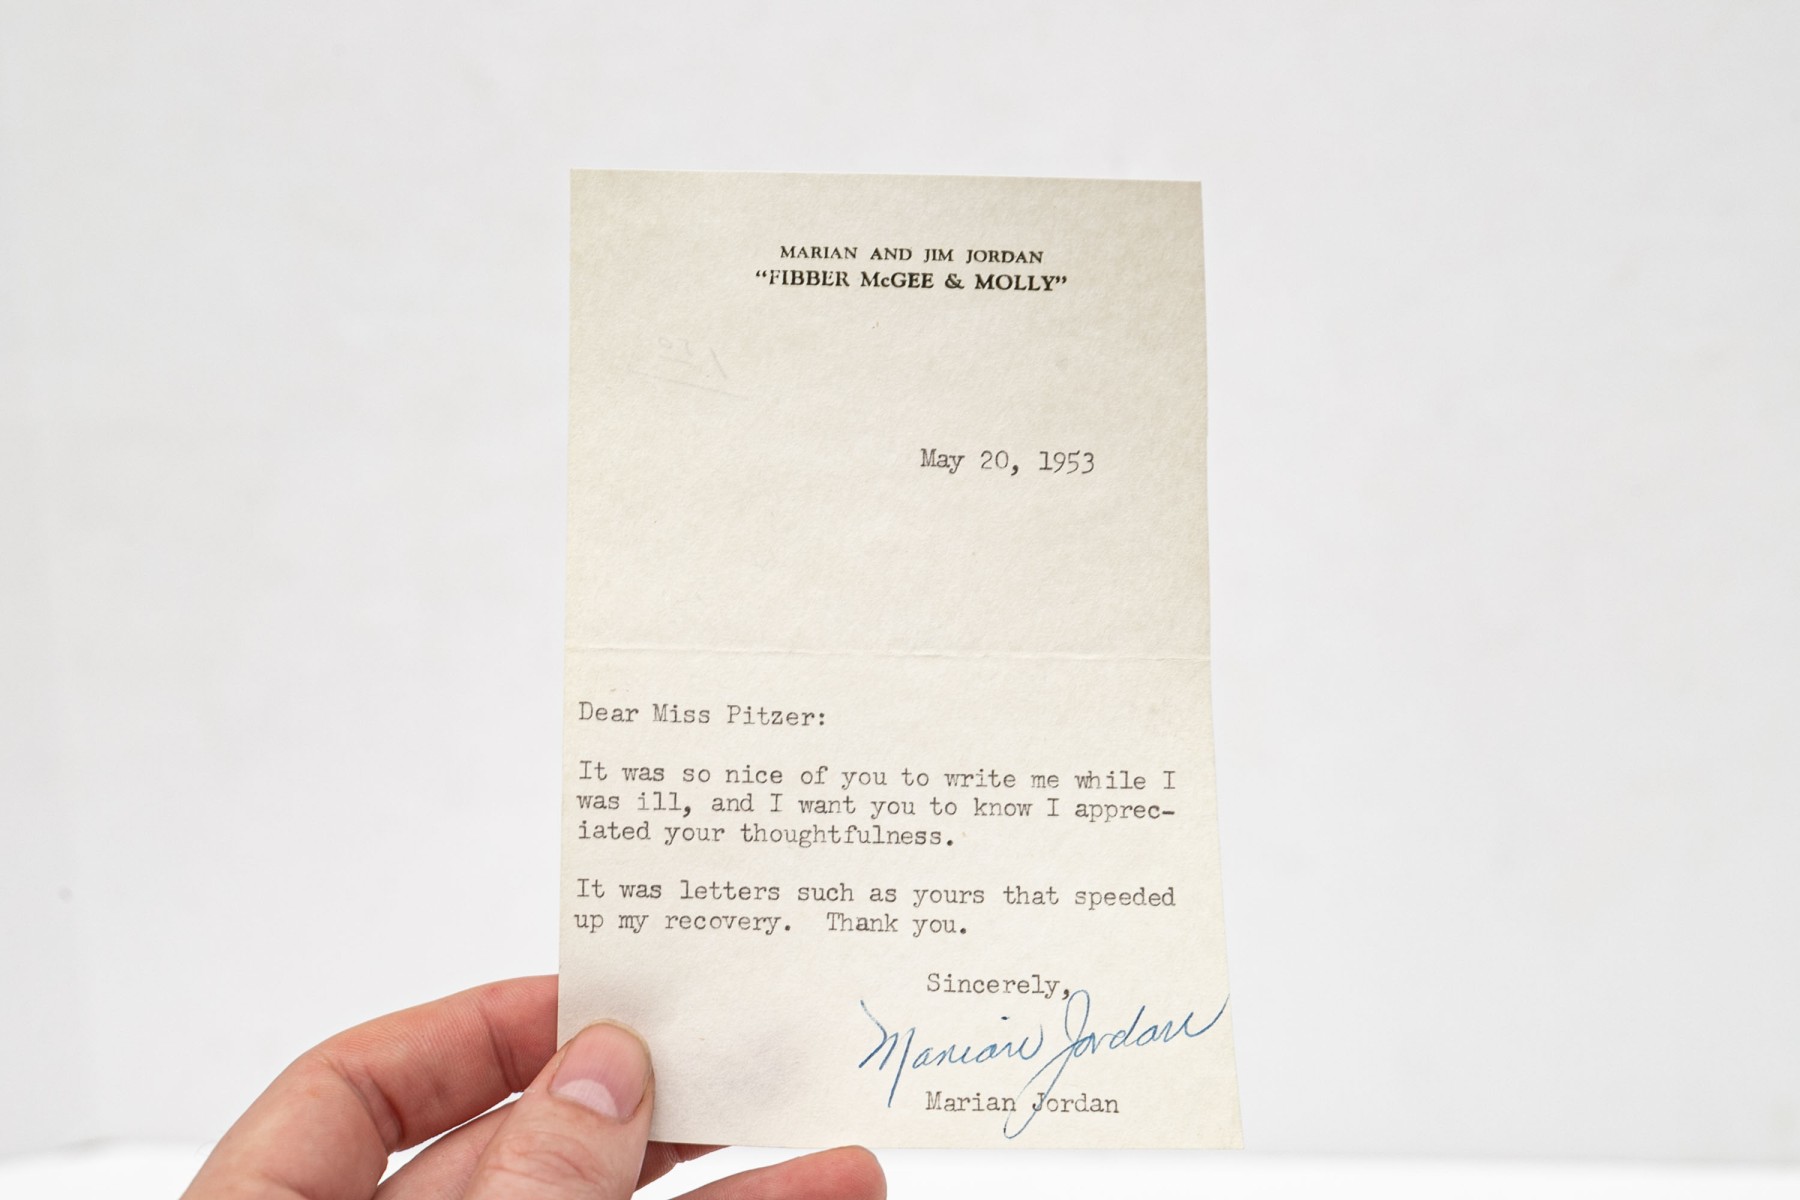 MARIAN AND JIM JORDAN
“FIBBER McGEE & MOLLY”
May 20, 1953
Dear Miss Pitzer:
It was so nice of you to write me while I
was ill, and I want you to know I apprec-
iated your thoughtfulness.
It was letters such as yours that speeded
up my recovery. Thank you.
Sincerely,
Marian Jordan
Marian Jordan